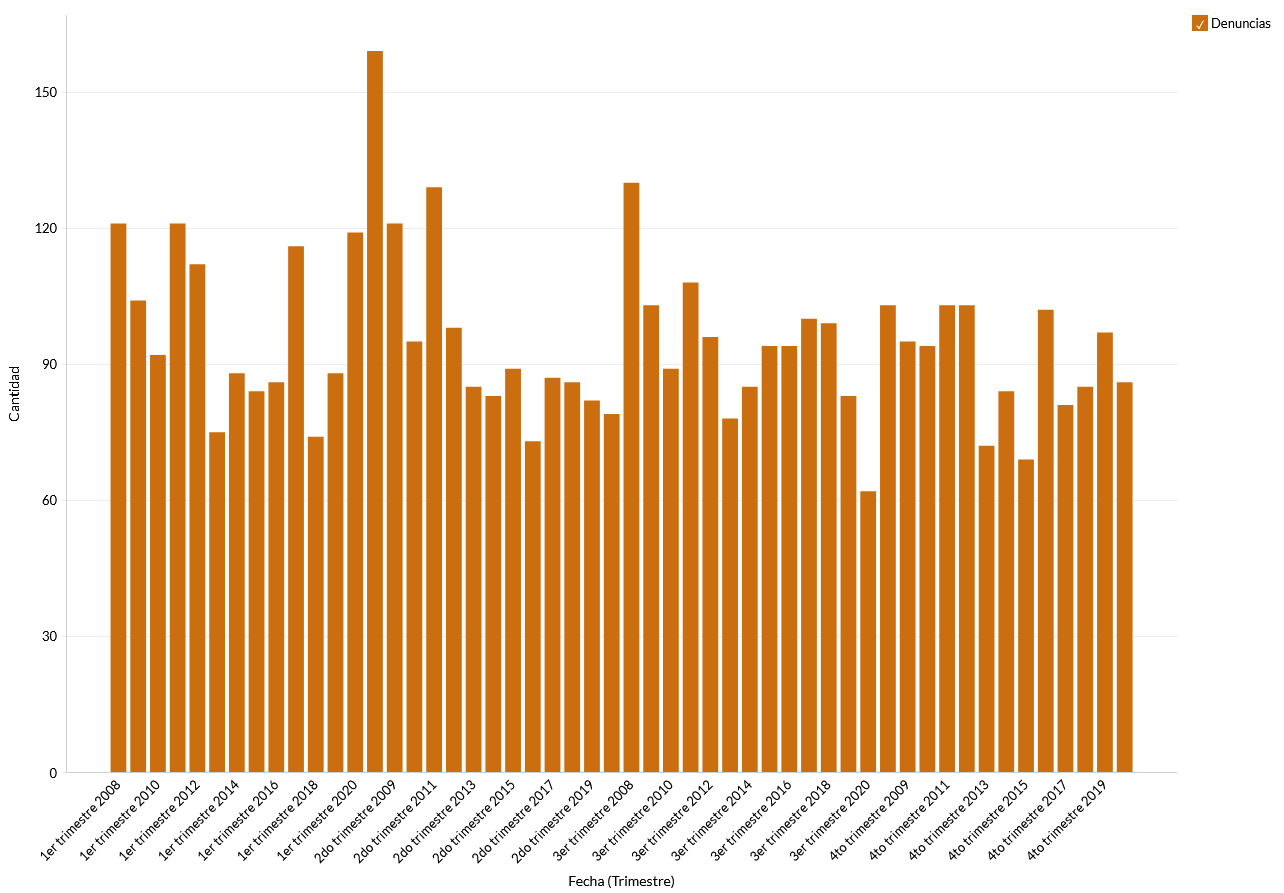 Denuncias
150
120
90
60
30
0
Cantidad
1er trimestre 2008
1er trimestre 2010
1er trimestre 2012
1er trimestre 2014
1er trimestre 2016
1er trimestre 2018
1er trimestre 2020
2do trimestre 2009
2do trimestre 2011
2do trimestre 2013
2do trimestre 2015
2do trimestre 2017
2do trimestre 2019
3er trimestre 2008
3er trimestre 2010
3er trimestre 2012
3er trimestre 2014
3er trimestre 2016
3er trimestre 2018
3er trimestre 2020
4to trimestre 2009
4to trimestre 2011
4to trimestre 2013
4to trimestre 2015
4to trimestre 2017
4to trimestre 2019
Fecha (Trimestre)